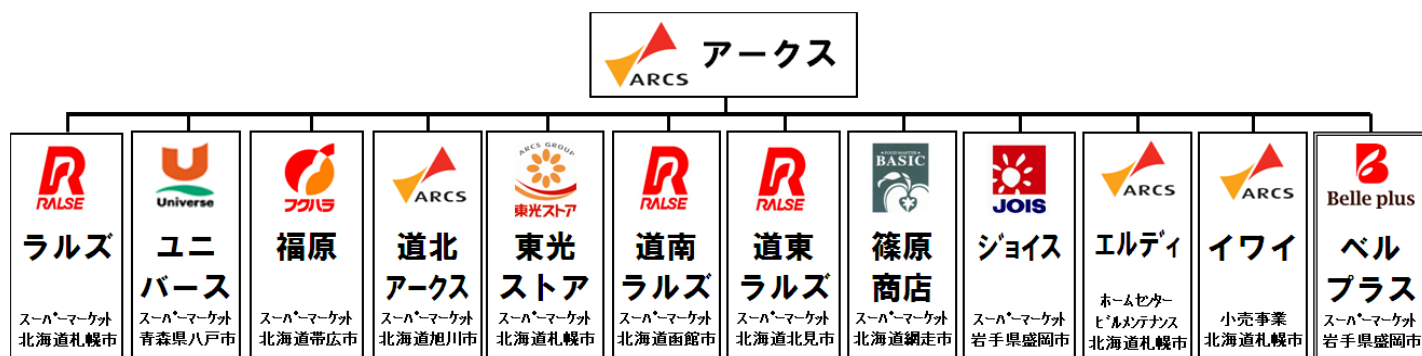 ARCS
アークス
RALSE
ラルズ
スーパーマーケット
北海道札幌市
Universe
ユニ
バース
スーパーマーケット
青森県八戸市
フクハラ
福原
スーパーマーケット
北海道帯広市
ARCS
道北
アークス
スーパーマーケット
北海道旭川市
ARCS GROUP
東光ストア
東光
ストア
スーパーマーケット
北海道札幌市
RALSE
道南
ラルズ
スーパーマーケット
北海道函館市
RALSE
道東
ラルズ
スーパーマーケット
北海道北見市
FOOD MASTER
BASIC
篠原
商店
スーパーマーケット
北海道網走市
JOIS
ジョイス
スーパーマーケット
岩手県盛岡市
ARCS
エルディ
ホームセンター
ビルメンテナンス
北海道札幌市
ARCS
イワイ
小売事業
北海道札幌市
Belle plus
ベル
プラス
スーパーマーケット
岩手県盛岡市